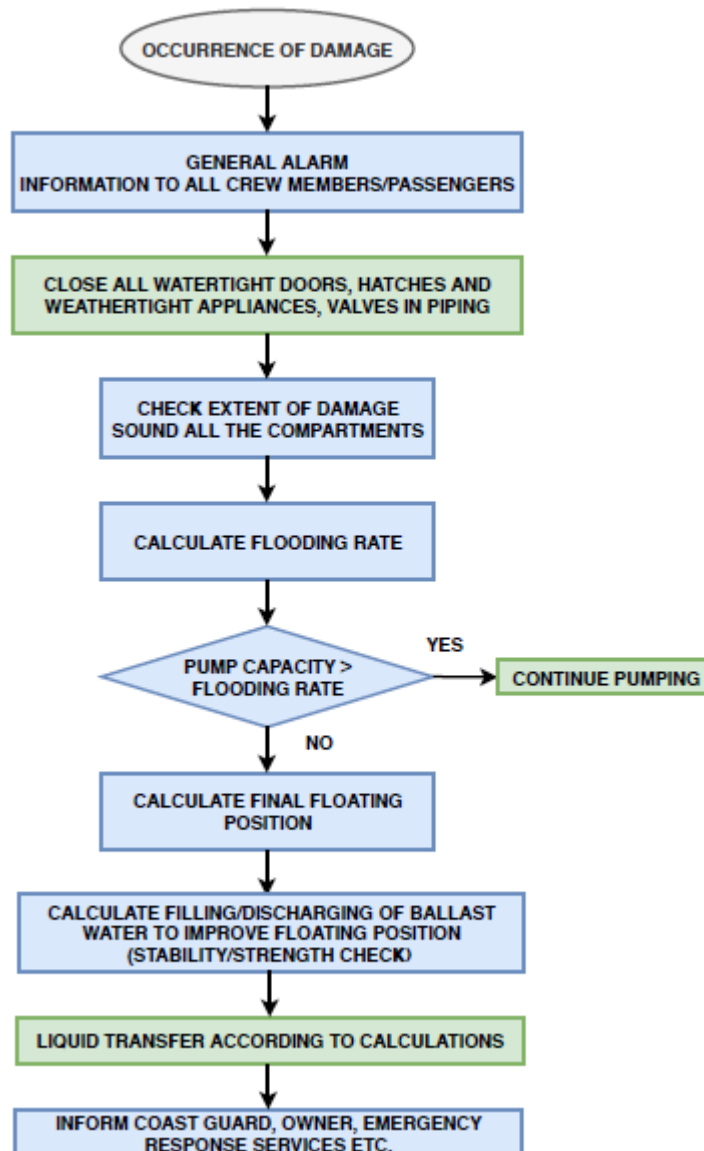 OCCURRENCE OF DAMAGE
GENERAL ALARM
INFORMATION TO ALL CREW MEMBERS/PASSENGERS
CLOSE ALL WATERTIGHT DOORS, HATCHES AND
WEATHERTIGHT APPLIANCES, VALVES IN PIPING
CHECK EXTENT OF DAMAGE
SOUND ALL THE COMPARTMENTS
CALCULATE FLOODING RATE
PUMP CAPACITY >
FLOODING RATE
YES
CONTINUE PUMPING
NO
CALCULATE FINAL FLOATING
POSITION
CALCULATE FILLING/DISCHARGING OF BALLAST
WATER TO IMPROVE FLOATING POSITION
(STABILITY/STRENGTH CHECK)
LIQUID TRANSFER ACCORDING TO CALCULATIONS
INFORM COAST GUARD, OWNER, EMERGENCY
RESPONSE SERVICES ETC.